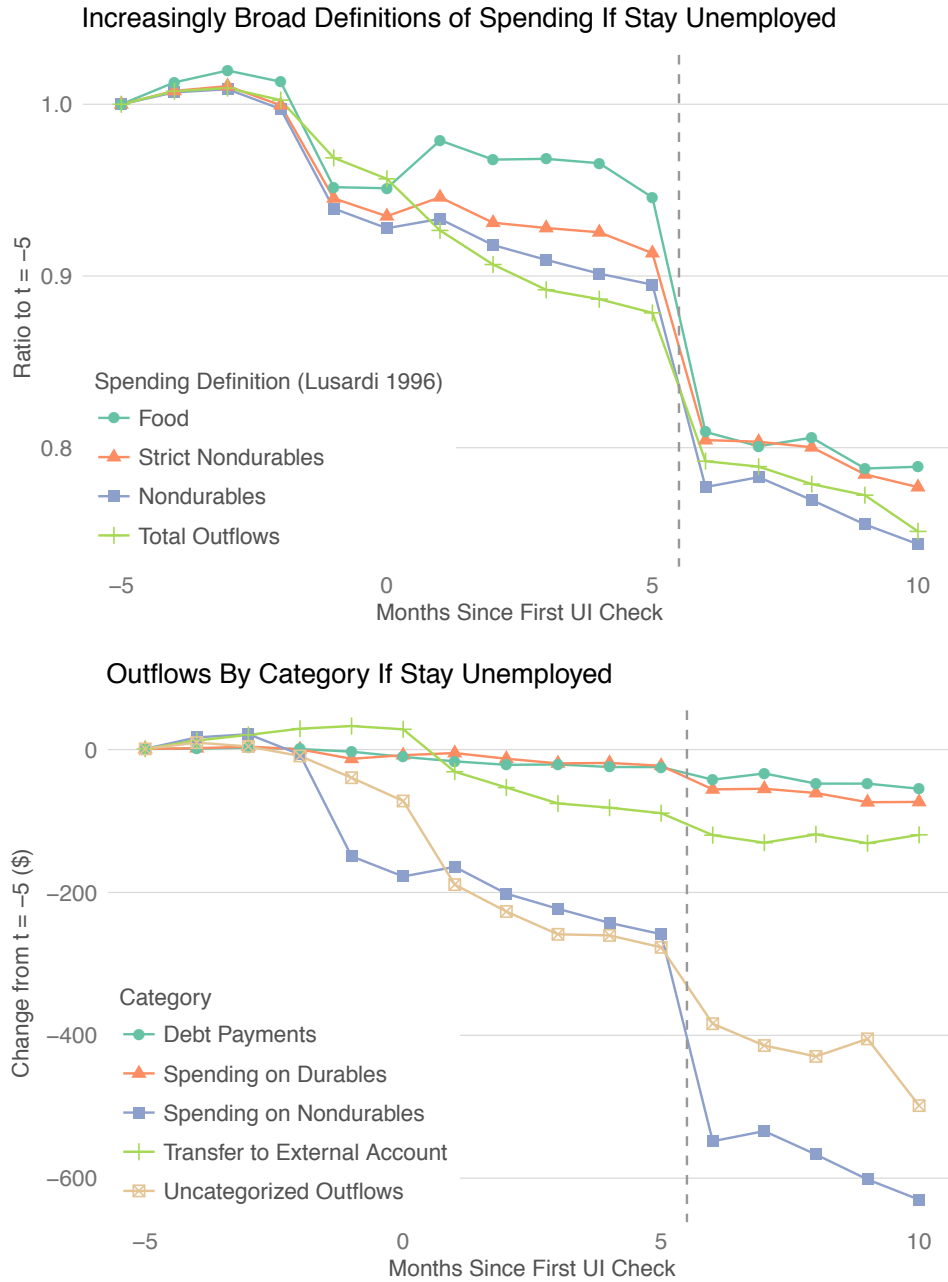 Increasingly Broad Definitions of Spending If Stay Unemployed
1.0
0.9
0.8
Ratio to t = −5
Spending Definition (Lusardi 1996)
Food
Strict Nondurables
Nondurables
Total Outflows
−5 0 5 10
Months Since First UI Check
Outflows By Category If Stay Unemployed
0
−200
−400
−600
Change from t = −5 ($)
Category
Debt Payments
Spending on Durables
Spending on Nondurables
Transfer to External Account
Uncategorized Outflows
−5 0 5 10
Months Since First UI Check